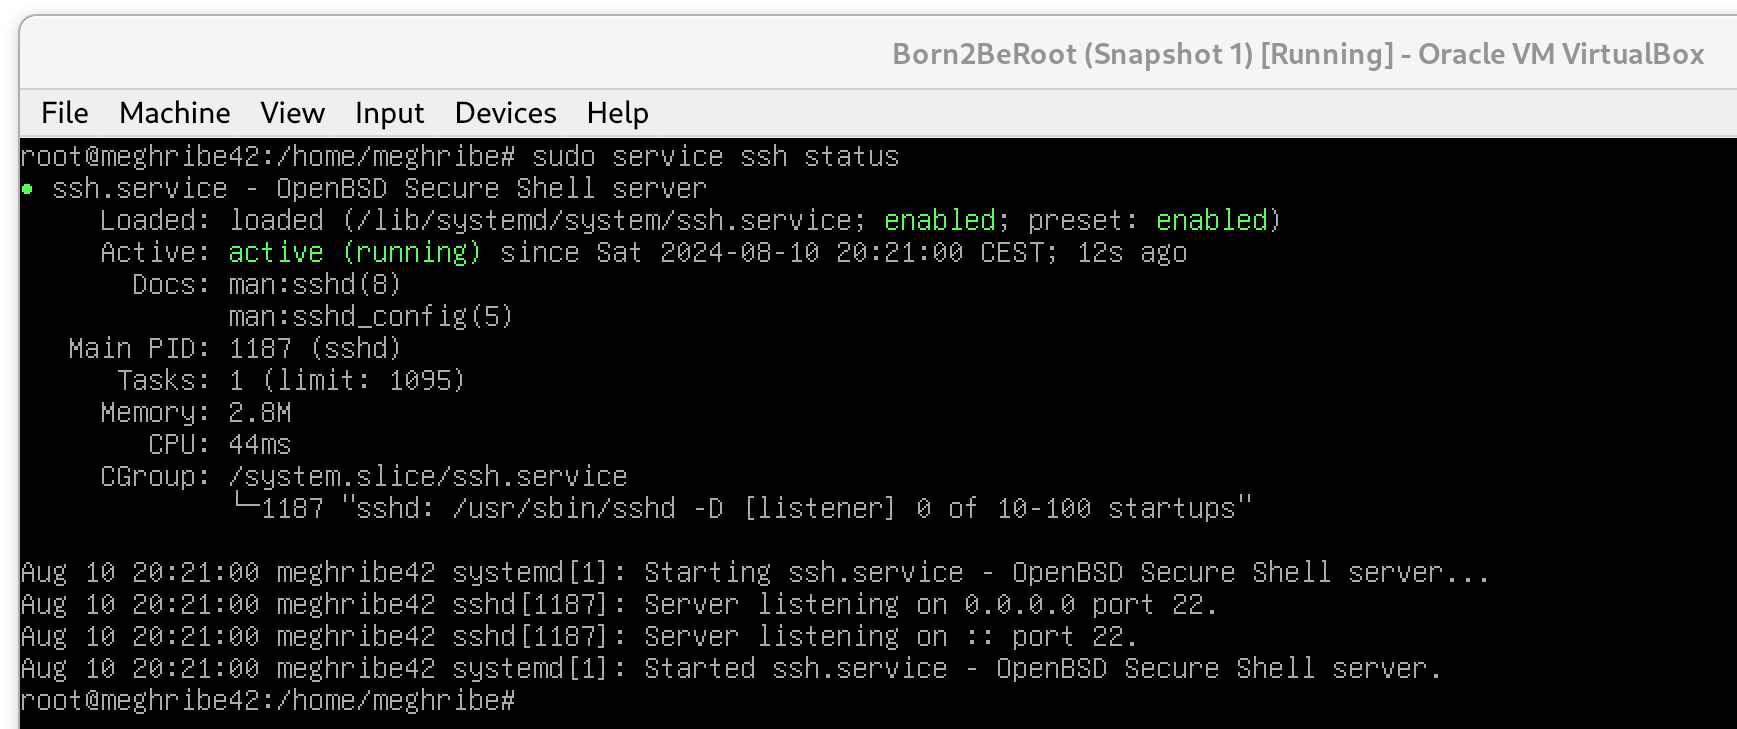 Born2BeRoot (Snapshot 1) [Running] - Oracle VM VirtualBox
File Machine View Input Devices Help
root@meghribe42:/home/meghribe# sudo service ssh status
● ssh.service - OpenBSD Secure Shell server
     Loaded: loaded (/lib/systemd/system/ssh.service; enabled; preset: enabled)
     Active: active (running) since Sat 2024-08-10 20:21:00 CEST; 12s ago
       Docs: man:sshd(8)
             man:sshd_config(5)
   Main PID: 1187 (sshd)
      Tasks: 1 (limit: 1095)
     Memory: 2.8M
        CPU: 44ms
     CGroup: /system.slice/ssh.service
             └─1187 "sshd: /usr/sbin/sshd -D [listener] 0 of 10-100 startups"

Aug 10 20:21:00 meghribe42 systemd[1]: Starting ssh.service - OpenBSD Secure Shell server...
Aug 10 20:21:00 meghribe42 sshd[1187]: Server listening on 0.0.0.0 port 22.
Aug 10 20:21:00 meghribe42 sshd[1187]: Server listening on :: port 22.
Aug 10 20:21:00 meghribe42 systemd[1]: Started ssh.service - OpenBSD Secure Shell server.
root@meghribe42:/home/meghribe#